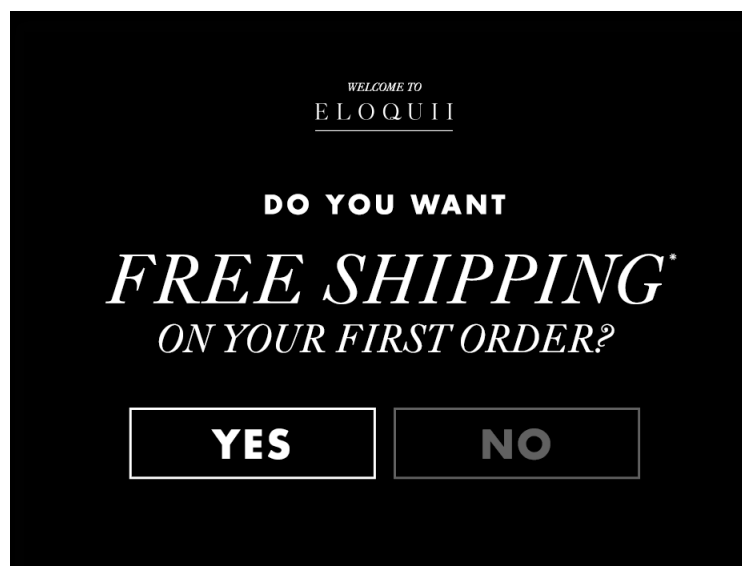 WELCOME TO
ELOQUII
DO YOU WANT
FREE SHIPPING*
ON YOUR FIRST ORDER?
YES
NO